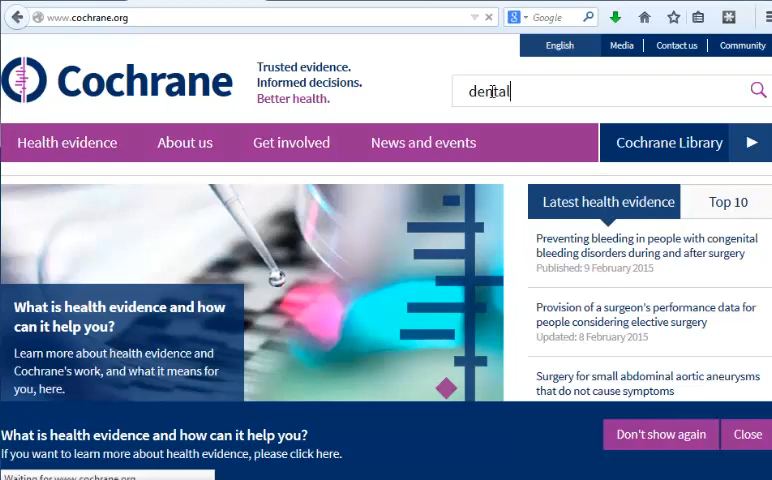 www.cochrane.org
Google
English
Media
Contact us
Community
Cochrane
Trusted evidence.
Informed decisions.
Better health.
dental
Health evidence
About us
Get involved
News and events
Cochrane Library
Latest health evidence
Top 10
Preventing bleeding in people with congenital
bleeding disorders during and after surgery
Published: 9 February 2015
Provision of a surgeon's performance data for
people considering elective surgery
Updated: 8 February 2015
Surgery for small abdominal aortic aneurysms
that do not cause symptoms
What is health evidence and how
can it help you?
Learn more about health evidence and
Cochrane's work, and what it means for
you, here.
What is health evidence and how can it help you?
If you want to learn more about health evidence, please click here.
Don't show again
Close
Waiting for www.cochrane.org